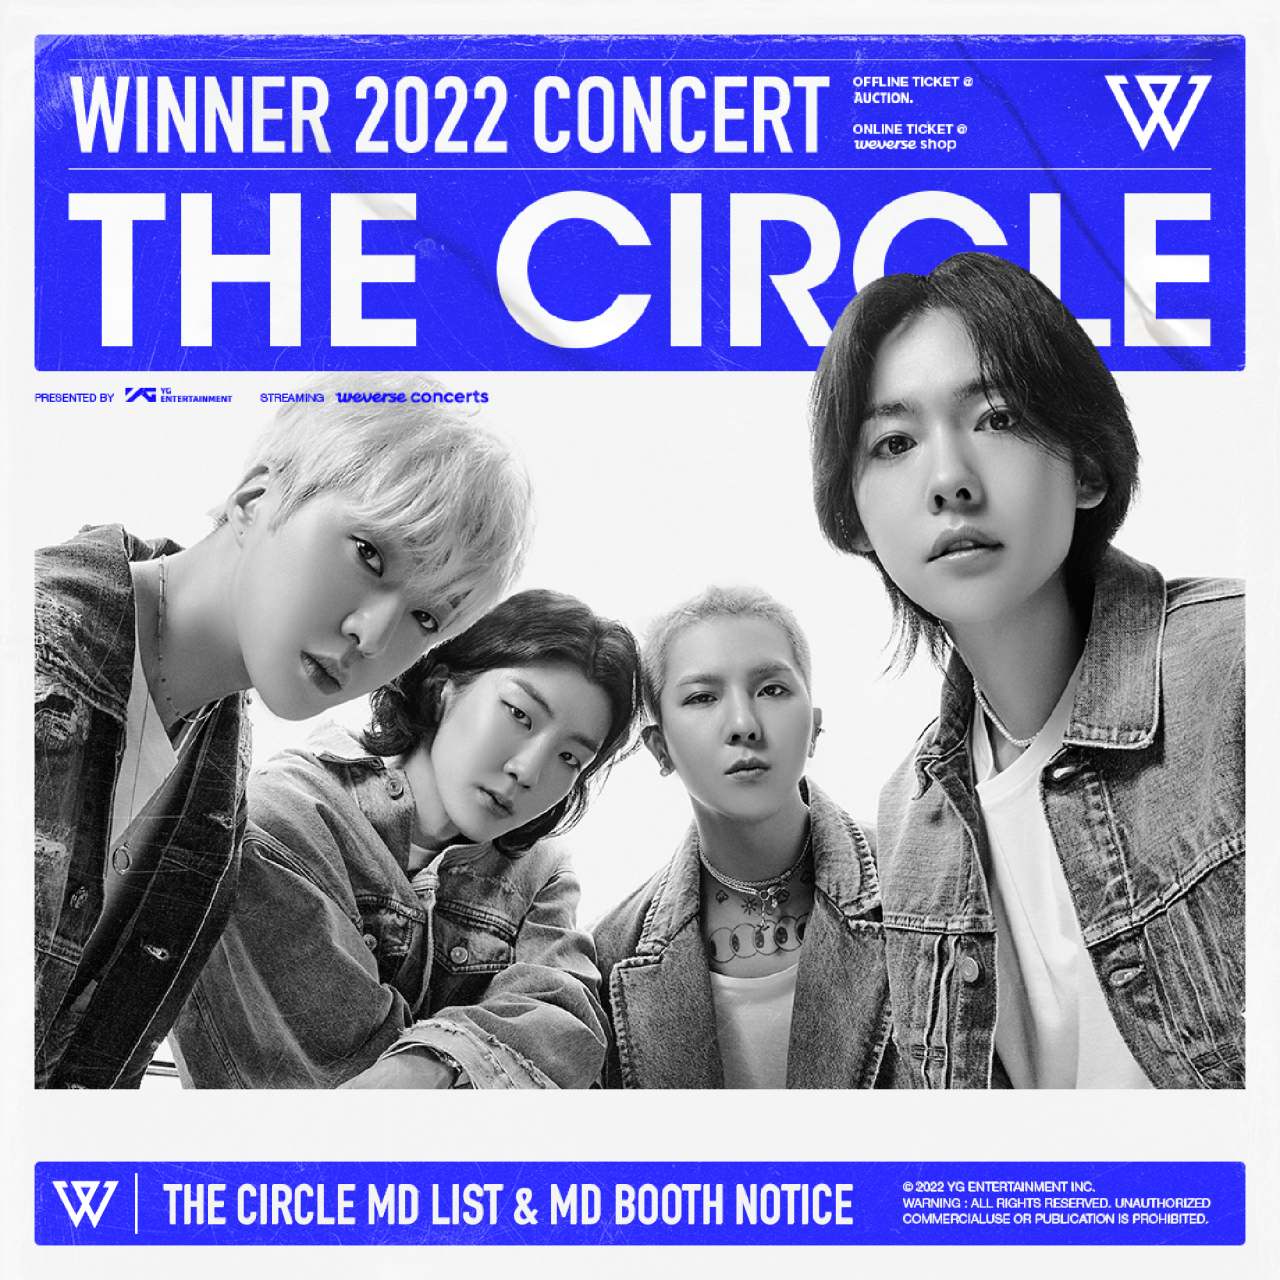 WINNER 2022 CONCERT
OFFLINE TICKET @
AUCTION.
ONLINE TICKET @
weverse shop
W
THE CIRCLE
PRESENTED BY YG YG ENTERTAINMENT STREAMING weverse concerts
W THE CIRCLE MD LIST & MD BOOTH NOTICE
© 2022 YG ENTERTAINMENT INC.
WARNING : ALL RIGHTS RESERVED. UNAUTHORIZED
COMMERCIALUSE OR PUBLICATION IS PROHIBITED.